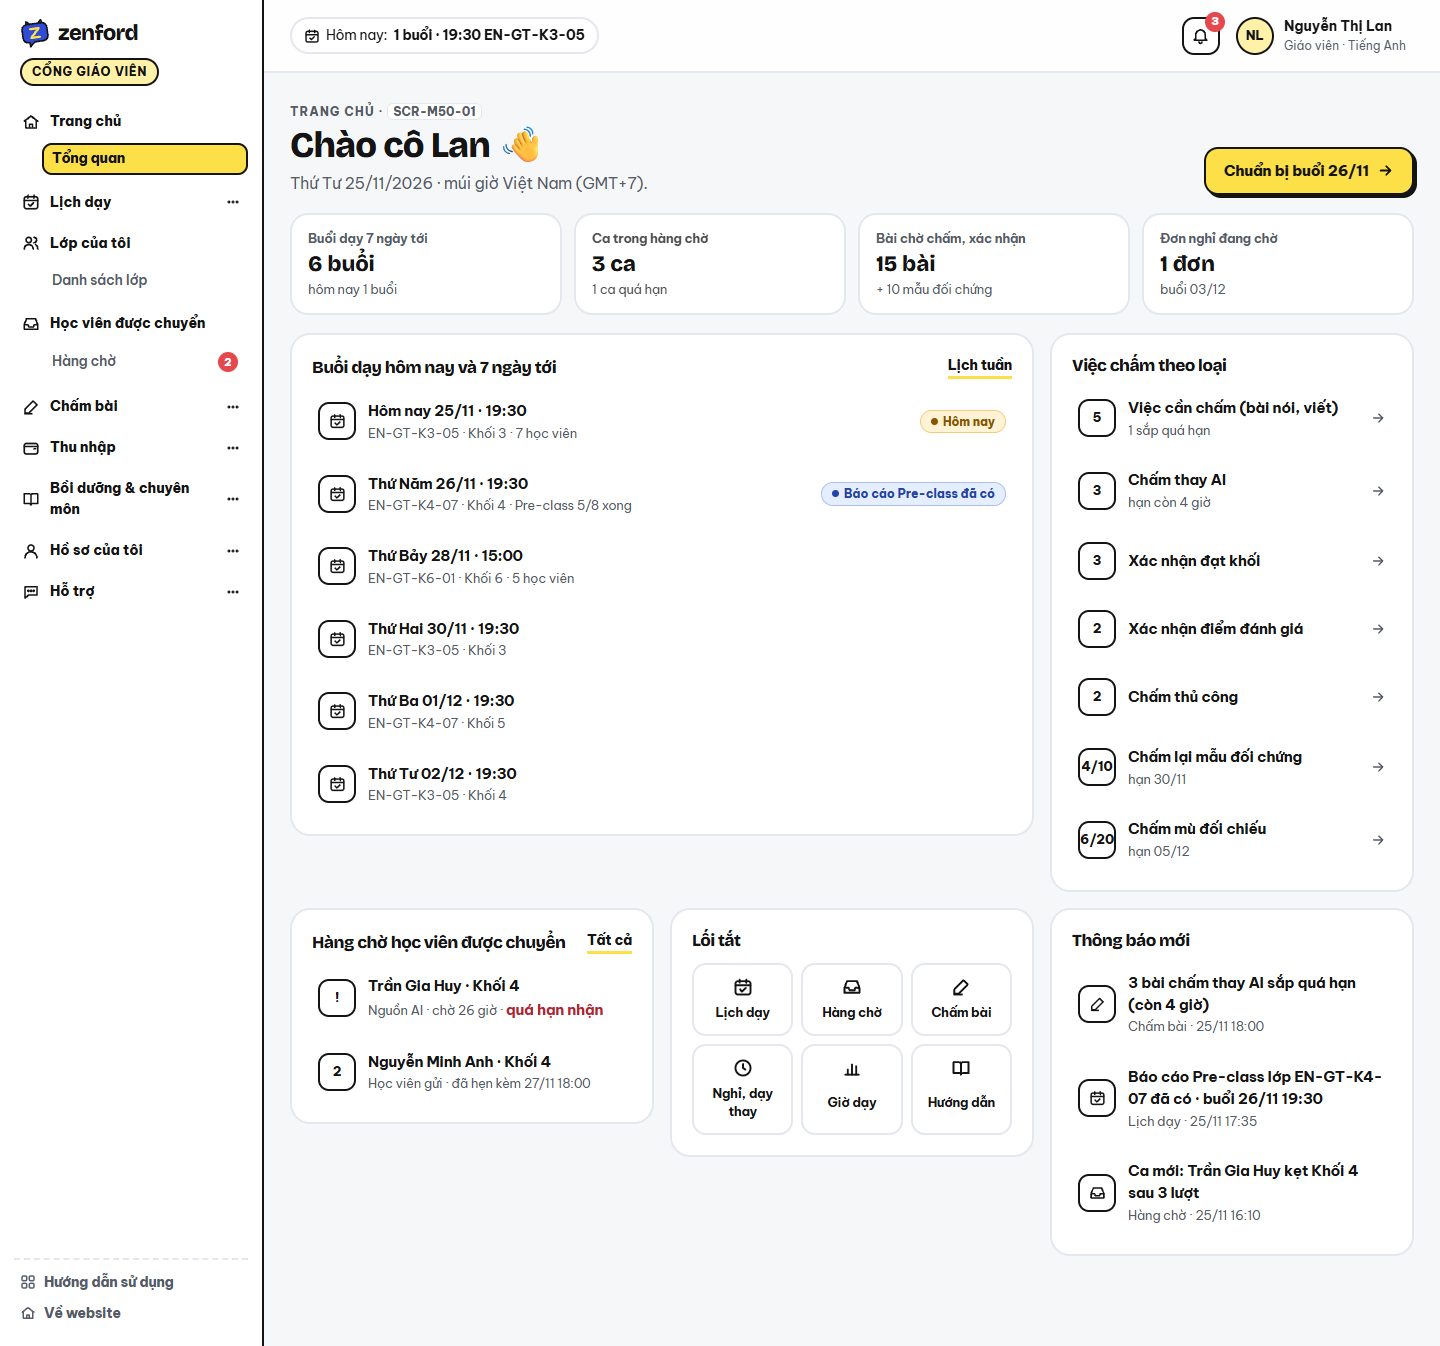 zenford
CỔNG GIÁO VIÊN
Trang chủ
Tổng quan
Lịch dạy
Lớp của tôi
Danh sách lớp
Học viên được chuyển
Hàng chờ
2
Chấm bài
Thu nhập
Bồi dưỡng & chuyên
môn
Hồ sơ của tôi
Hỗ trợ
Hướng dẫn sử dụng
Về website
Hôm nay: 1 buổi · 19:30 EN-GT-K3-05
3
NL
Nguyễn Thị Lan
Giáo viên · Tiếng Anh
TRANG CHỦ · SCR-M50-01
Chào cô Lan 👋
Thứ Tư 25/11/2026 · múi giờ Việt Nam (GMT+7).
Chuẩn bị buổi 26/11 →
Buổi dạy 7 ngày tới
6 buổi
hôm nay 1 buổi
Ca trong hàng chờ
3 ca
1 ca quá hạn
Bài chờ chấm, xác nhận
15 bài
+ 10 mẫu đối chứng
Đơn nghỉ đang chờ
1 đơn
buổi 03/12
Buổi dạy hôm nay và 7 ngày tới
Lịch tuần
Hôm nay 25/11 · 19:30
EN-GT-K3-05 · Khối 3 · 7 học viên
Hôm nay
Thứ Năm 26/11 · 19:30
EN-GT-K4-07 · Khối 4 · Pre-class 5/8 xong
Báo cáo Pre-class đã có
Thứ Bảy 28/11 · 15:00
EN-GT-K6-01 · Khối 6 · 5 học viên
Thứ Hai 30/11 · 19:30
EN-GT-K3-05 · Khối 3
Thứ Ba 01/12 · 19:30
EN-GT-K4-07 · Khối 5
Thứ Tư 02/12 · 19:30
EN-GT-K3-05 · Khối 4
Việc chấm theo loại
5
Việc cần chấm (bài nói, viết)
1 sắp quá hạn
3
Chấm thay AI
hạn còn 4 giờ
3
Xác nhận đạt khối
2
Xác nhận điểm đánh giá
2
Chấm thủ công
4/10
Chấm lại mẫu đối chứng
hạn 30/11
6/20
Chấm mù đối chiếu
hạn 05/12
Hàng chờ học viên được chuyển
Tất cả
!
Trần Gia Huy · Khối 4
Nguồn AI · chờ 26 giờ · quá hạn nhận
2
Nguyễn Minh Anh · Khối 4
Học viên gửi · đã hẹn kèm 27/11 18:00
Lối tắt
Lịch dạy
Hàng chờ
Chấm bài
Nghỉ, dạy
thay
Giờ dạy
Hướng dẫn
Thông báo mới
3 bài chấm thay AI sắp quá hạn
(còn 4 giờ)
Chấm bài · 25/11 18:00
Báo cáo Pre-class lớp EN-GT-K4-
07 đã có · buổi 26/11 19:30
Lịch dạy · 25/11 17:35
Ca mới: Trần Gia Huy kẹt Khối 4
sau 3 lượt
Hàng chờ · 25/11 16:10